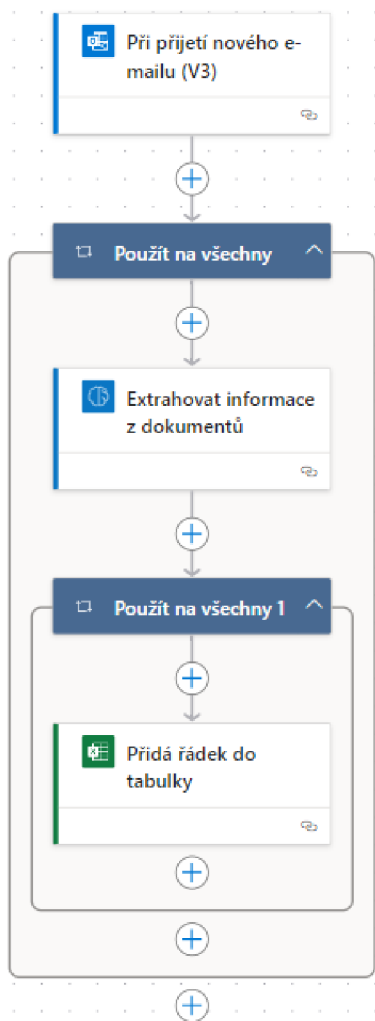 Při přijetí nového e-
mailu (V3)
Použít na všechny
Extrahovat informace
z dokumentů
Použít na všechny 1
Přidá řádek do
tabulky